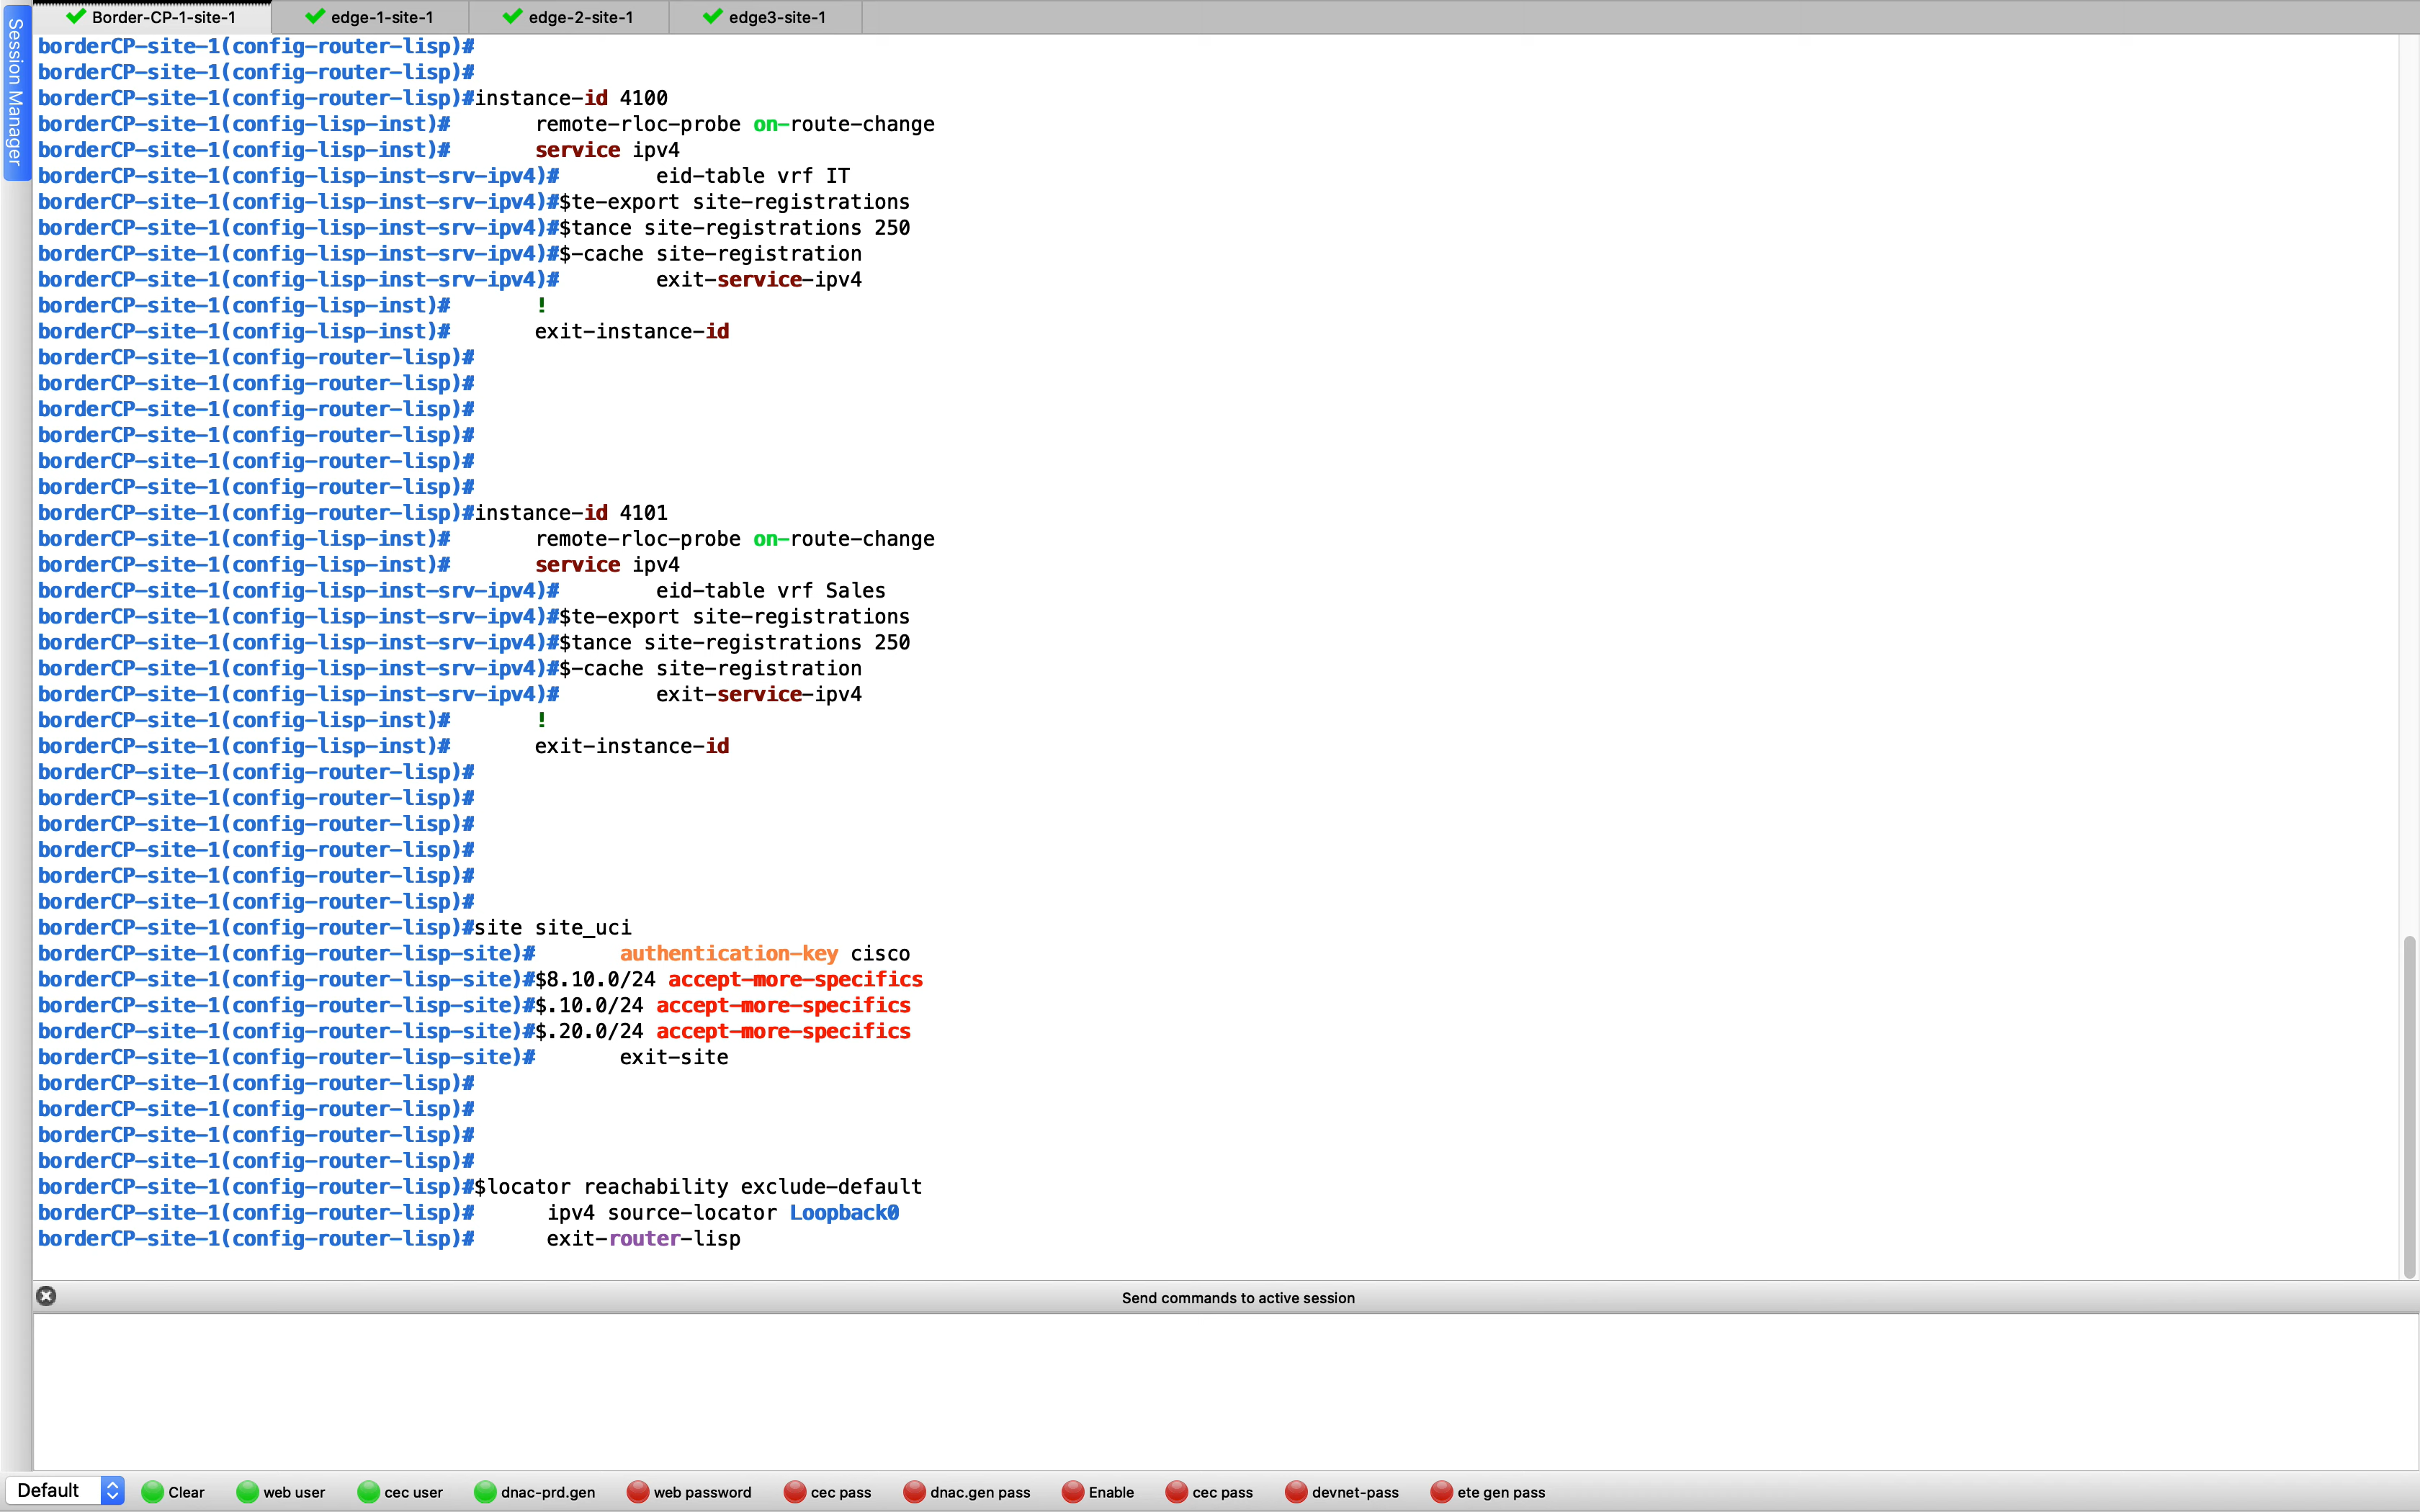 Border-CP-1-site-1 edge-1-site-1 edge-2-site-1 edge3-site-1
Session Manager
borderCP-site-1(config-router-lisp)#
borderCP-site-1(config-router-lisp)#
borderCP-site-1(config-router-lisp)#instance-id 4100
borderCP-site-1(config-lisp-inst)# remote-rloc-probe on-route-change
borderCP-site-1(config-lisp-inst)# service ipv4
borderCP-site-1(config-lisp-inst-srv-ipv4)# eid-table vrf IT
borderCP-site-1(config-lisp-inst-srv-ipv4)#$te-export site-registrations
borderCP-site-1(config-lisp-inst-srv-ipv4)#$tance site-registrations 250
borderCP-site-1(config-lisp-inst-srv-ipv4)#$-cache site-registration
borderCP-site-1(config-lisp-inst-srv-ipv4)# exit-service-ipv4
borderCP-site-1(config-lisp-inst)# !
borderCP-site-1(config-lisp-inst)# exit-instance-id
borderCP-site-1(config-router-lisp)#
borderCP-site-1(config-router-lisp)#
borderCP-site-1(config-router-lisp)#
borderCP-site-1(config-router-lisp)#
borderCP-site-1(config-router-lisp)#
borderCP-site-1(config-router-lisp)#
borderCP-site-1(config-router-lisp)#instance-id 4101
borderCP-site-1(config-lisp-inst)# remote-rloc-probe on-route-change
borderCP-site-1(config-lisp-inst)# service ipv4
borderCP-site-1(config-lisp-inst-srv-ipv4)# eid-table vrf Sales
borderCP-site-1(config-lisp-inst-srv-ipv4)#$te-export site-registrations
borderCP-site-1(config-lisp-inst-srv-ipv4)#$tance site-registrations 250
borderCP-site-1(config-lisp-inst-srv-ipv4)#$-cache site-registration
borderCP-site-1(config-lisp-inst-srv-ipv4)# exit-service-ipv4
borderCP-site-1(config-lisp-inst)# !
borderCP-site-1(config-lisp-inst)# exit-instance-id
borderCP-site-1(config-router-lisp)#
borderCP-site-1(config-router-lisp)#
borderCP-site-1(config-router-lisp)#
borderCP-site-1(config-router-lisp)#
borderCP-site-1(config-router-lisp)#
borderCP-site-1(config-router-lisp)#
borderCP-site-1(config-router-lisp)#site site_uci
borderCP-site-1(config-router-lisp-site)# authentication-key cisco
borderCP-site-1(config-router-lisp-site)#$8.10.0/24 accept-more-specifics
borderCP-site-1(config-router-lisp-site)#$.10.0/24 accept-more-specifics
borderCP-site-1(config-router-lisp-site)#$.20.0/24 accept-more-specifics
borderCP-site-1(config-router-lisp-site)# exit-site
borderCP-site-1(config-router-lisp)#
borderCP-site-1(config-router-lisp)#
borderCP-site-1(config-router-lisp)#
borderCP-site-1(config-router-lisp)#
borderCP-site-1(config-router-lisp)#$locator reachability exclude-default
borderCP-site-1(config-router-lisp)# ipv4 source-locator Loopback0
borderCP-site-1(config-router-lisp)# exit-router-lisp
Send commands to active session
Default Clear web user cec user dnac-prd.gen web password cec pass dnac.gen pass Enable cec pass devnet-pass ete gen pass